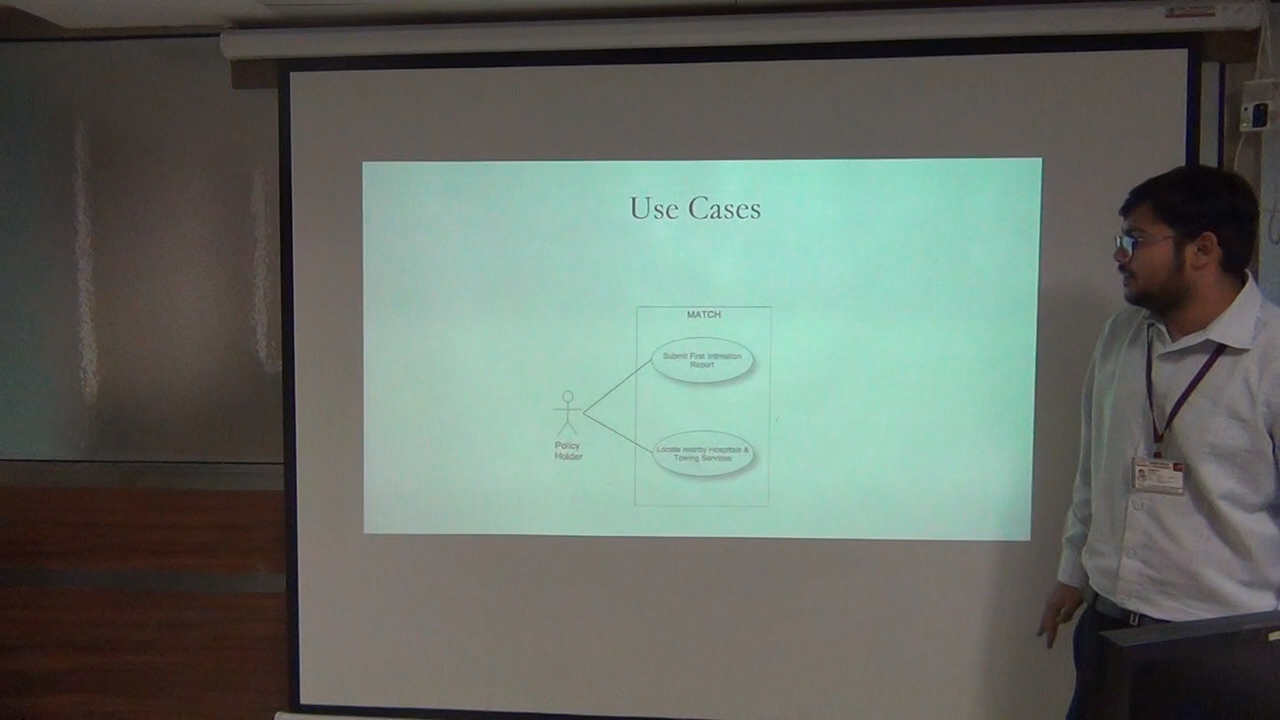 Use Cases
MATCH
Submit First Intimation
Report
Policy
Holder
Locate nearby Hospitals &
Towing Services